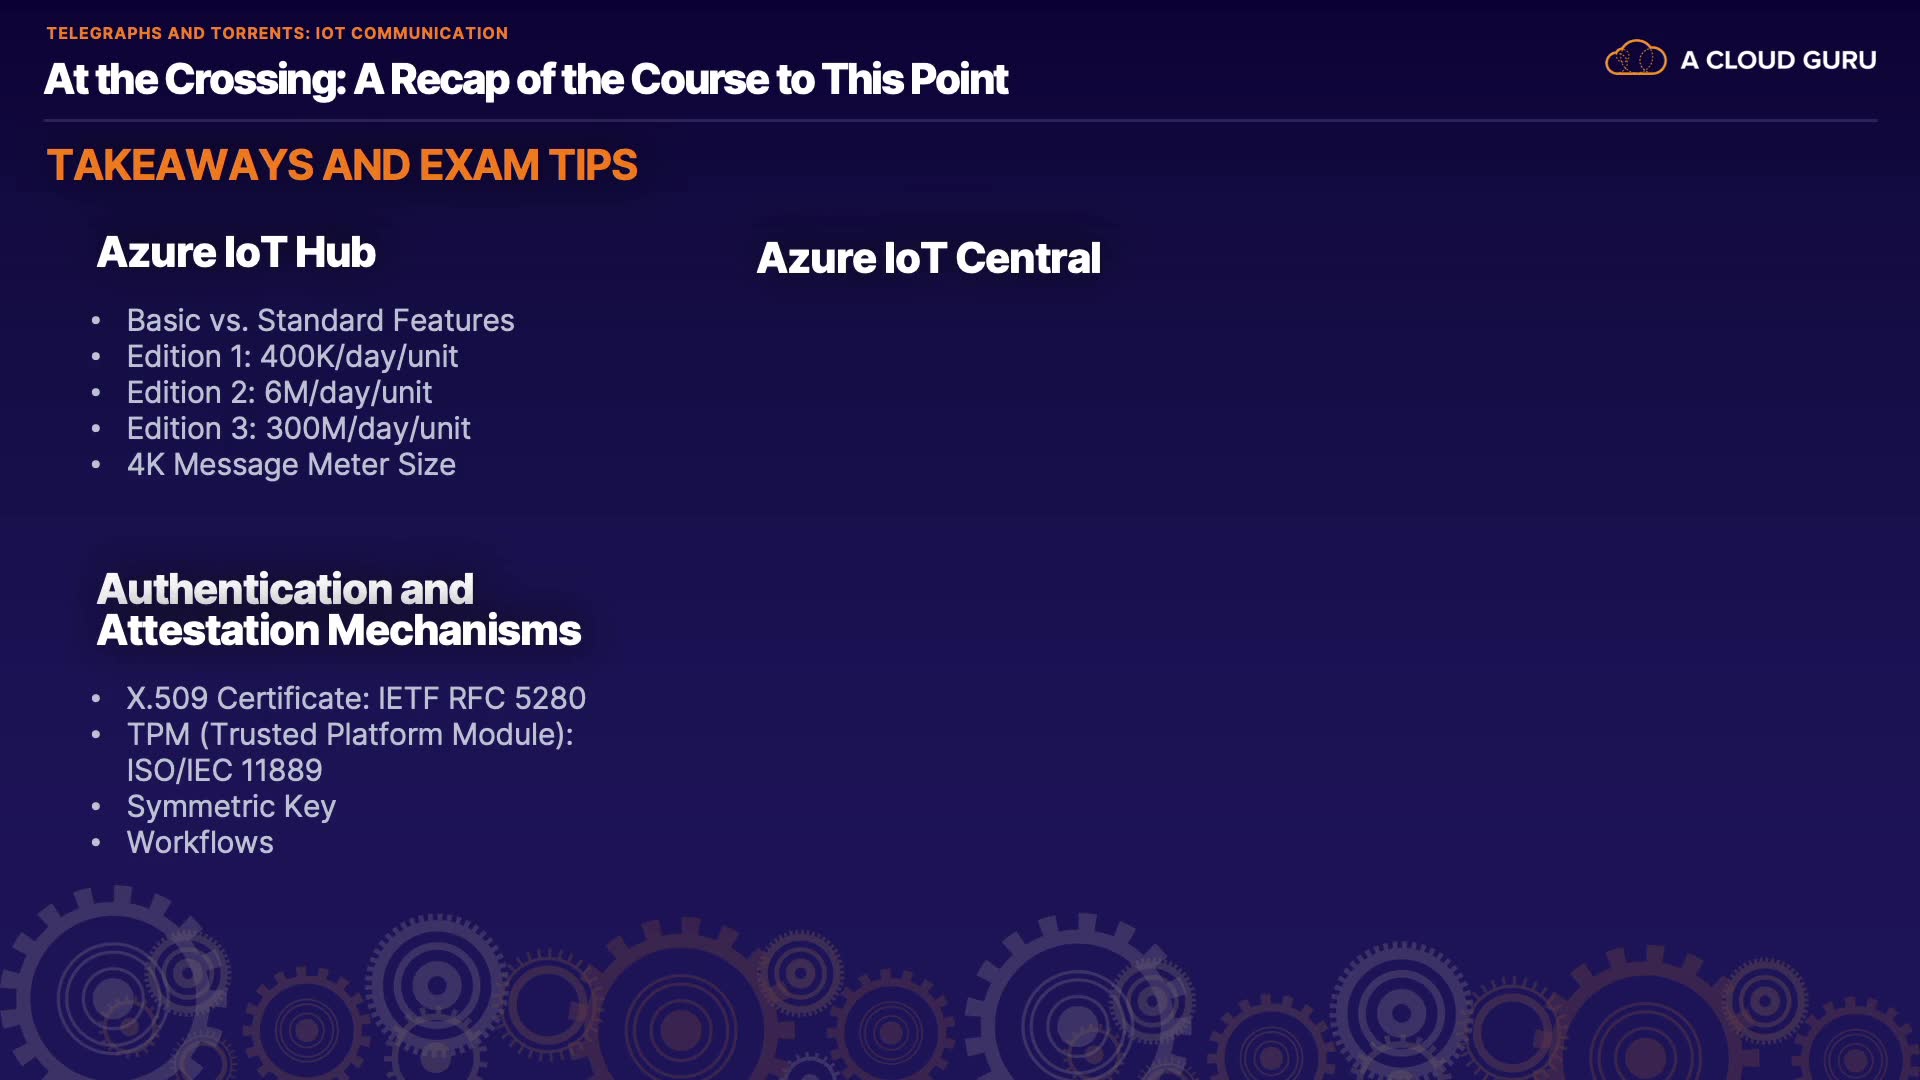 TELEGRAPHS AND TORRENTS: IOT COMMUNICATION
At the Crossing: A Recap of the Course to This Point
A CLOUD GURU
TAKEAWAYS AND EXAM TIPS
Azure IoT Hub
• Basic vs. Standard Features
• Edition 1: 400K/day/unit
• Edition 2: 6M/day/unit
• Edition 3: 300M/day/unit
• 4K Message Meter Size
Authentication and
Attestation Mechanisms
• X.509 Certificate: IETF RFC 5280
• TPM (Trusted Platform Module):
ISO/IEC 11889
• Symmetric Key
• Workflows
Azure IoT Central